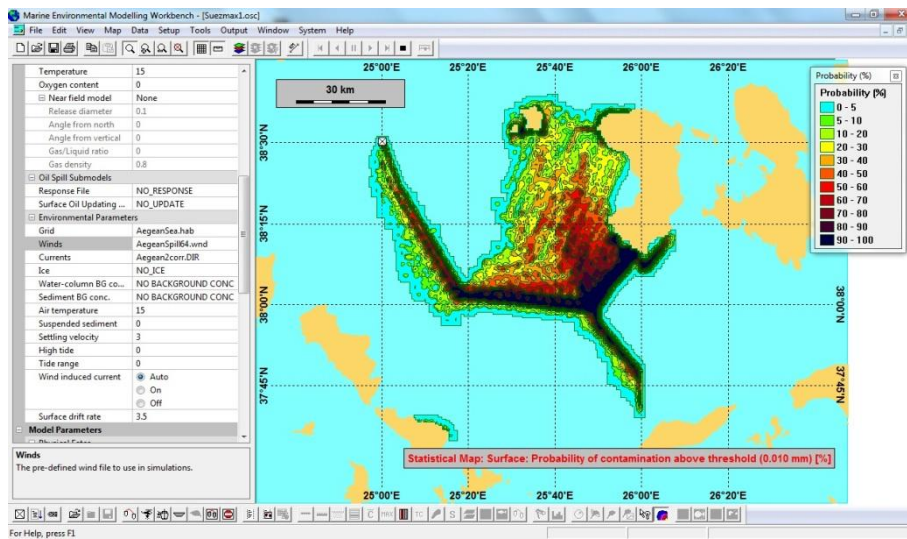 Marine Environmental Modelling Workbench - [Suezmax1.osc]
File Edit View Map Data Setup Tools Output Window System Help
Temperature 15
Oxygen content 0
Near field model None
Release diameter 0.1
Angle from north 0
Angle from vertical 0
Gas/Liquid ratio 0
Gas density 0.8
Oil Spill Submodels
Response File NO_RESPONSE
Surface Oil Updating ... NO_UPDATE
Environmental Parameters
Grid AegeanSea.hab
Winds AegeanSpill64.wnd
Currents Aegean2corr.DIR
Ice NO_ICE
Water-column BG co... NO BACKGROUND CONC
Sediment BG conc. NO BACKGROUND CONC
Air temperature 15
Suspended sediment 0
Settling velocity 3
High tide 0
Tide range 0
Wind induced current Auto
On
Off
Surface drift rate 3.5
Model Parameters
Winds
The pre-defined wind file to use in simulations.
25°00'E 25°20'E 25°40'E 26°00'E 26°20'E
30 km
38°30'N
38°15'N
38°00'N 38°00'N
37°45'N 37°45'N
Probability (%)
Probability (%)
0 - 5
5 - 10
10 - 20
20 - 30
30 - 40
40 - 50
50 - 60
60 - 70
70 - 80
80 - 90
90 - 100
Statistical Map: Surface: Probability of contamination above threshold (0,010 mm) [%]
25°00'E 25°20'E 25°40'E 26°00'E 26°20'E
For Help, press F1